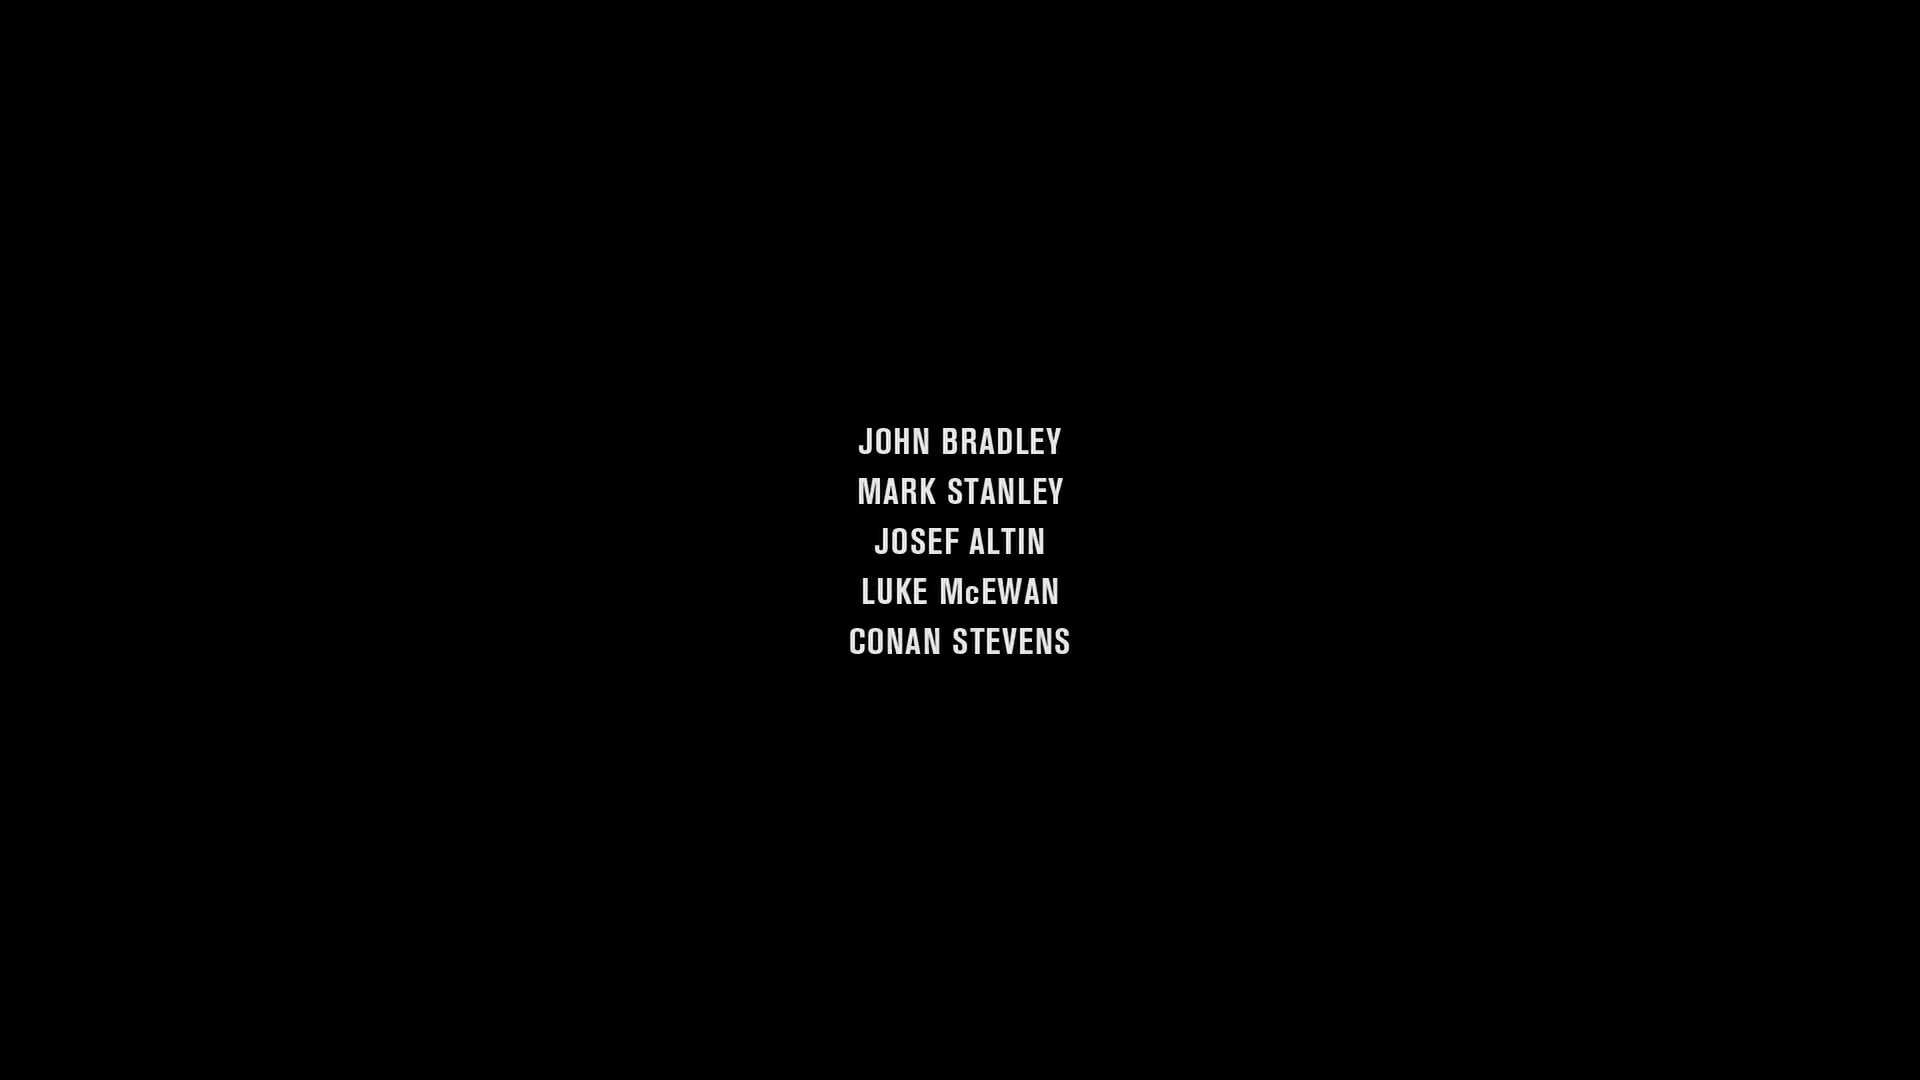 JOHN BRADLEY
MARK STANLEY
JOSEF ALTIN
LUKE McEWAN
CONAN STEVENS